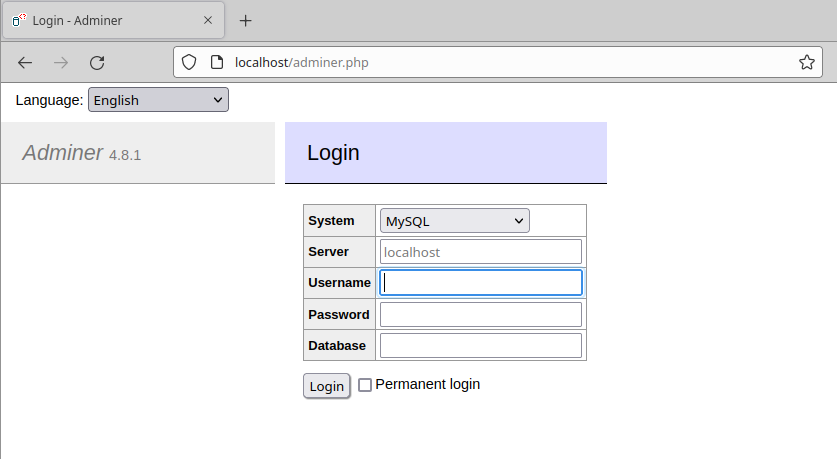 Login - Adminer
localhost/adminer.php
Language: English
Adminer 4.8.1
Login
System MySQL
Server localhost
Username
Password
Database
Login Permanent login